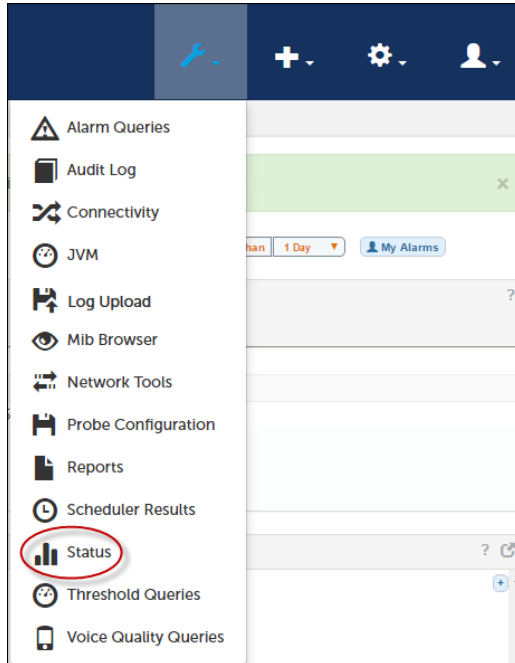 Alarm Queries
Audit Log
Connectivity
JVM
han 1 Day My Alarms
Log Upload
?
Mib Browser
Network Tools
Probe Configuration
Reports
Scheduler Results
Status
?
Threshold Queries
Voice Quality Queries